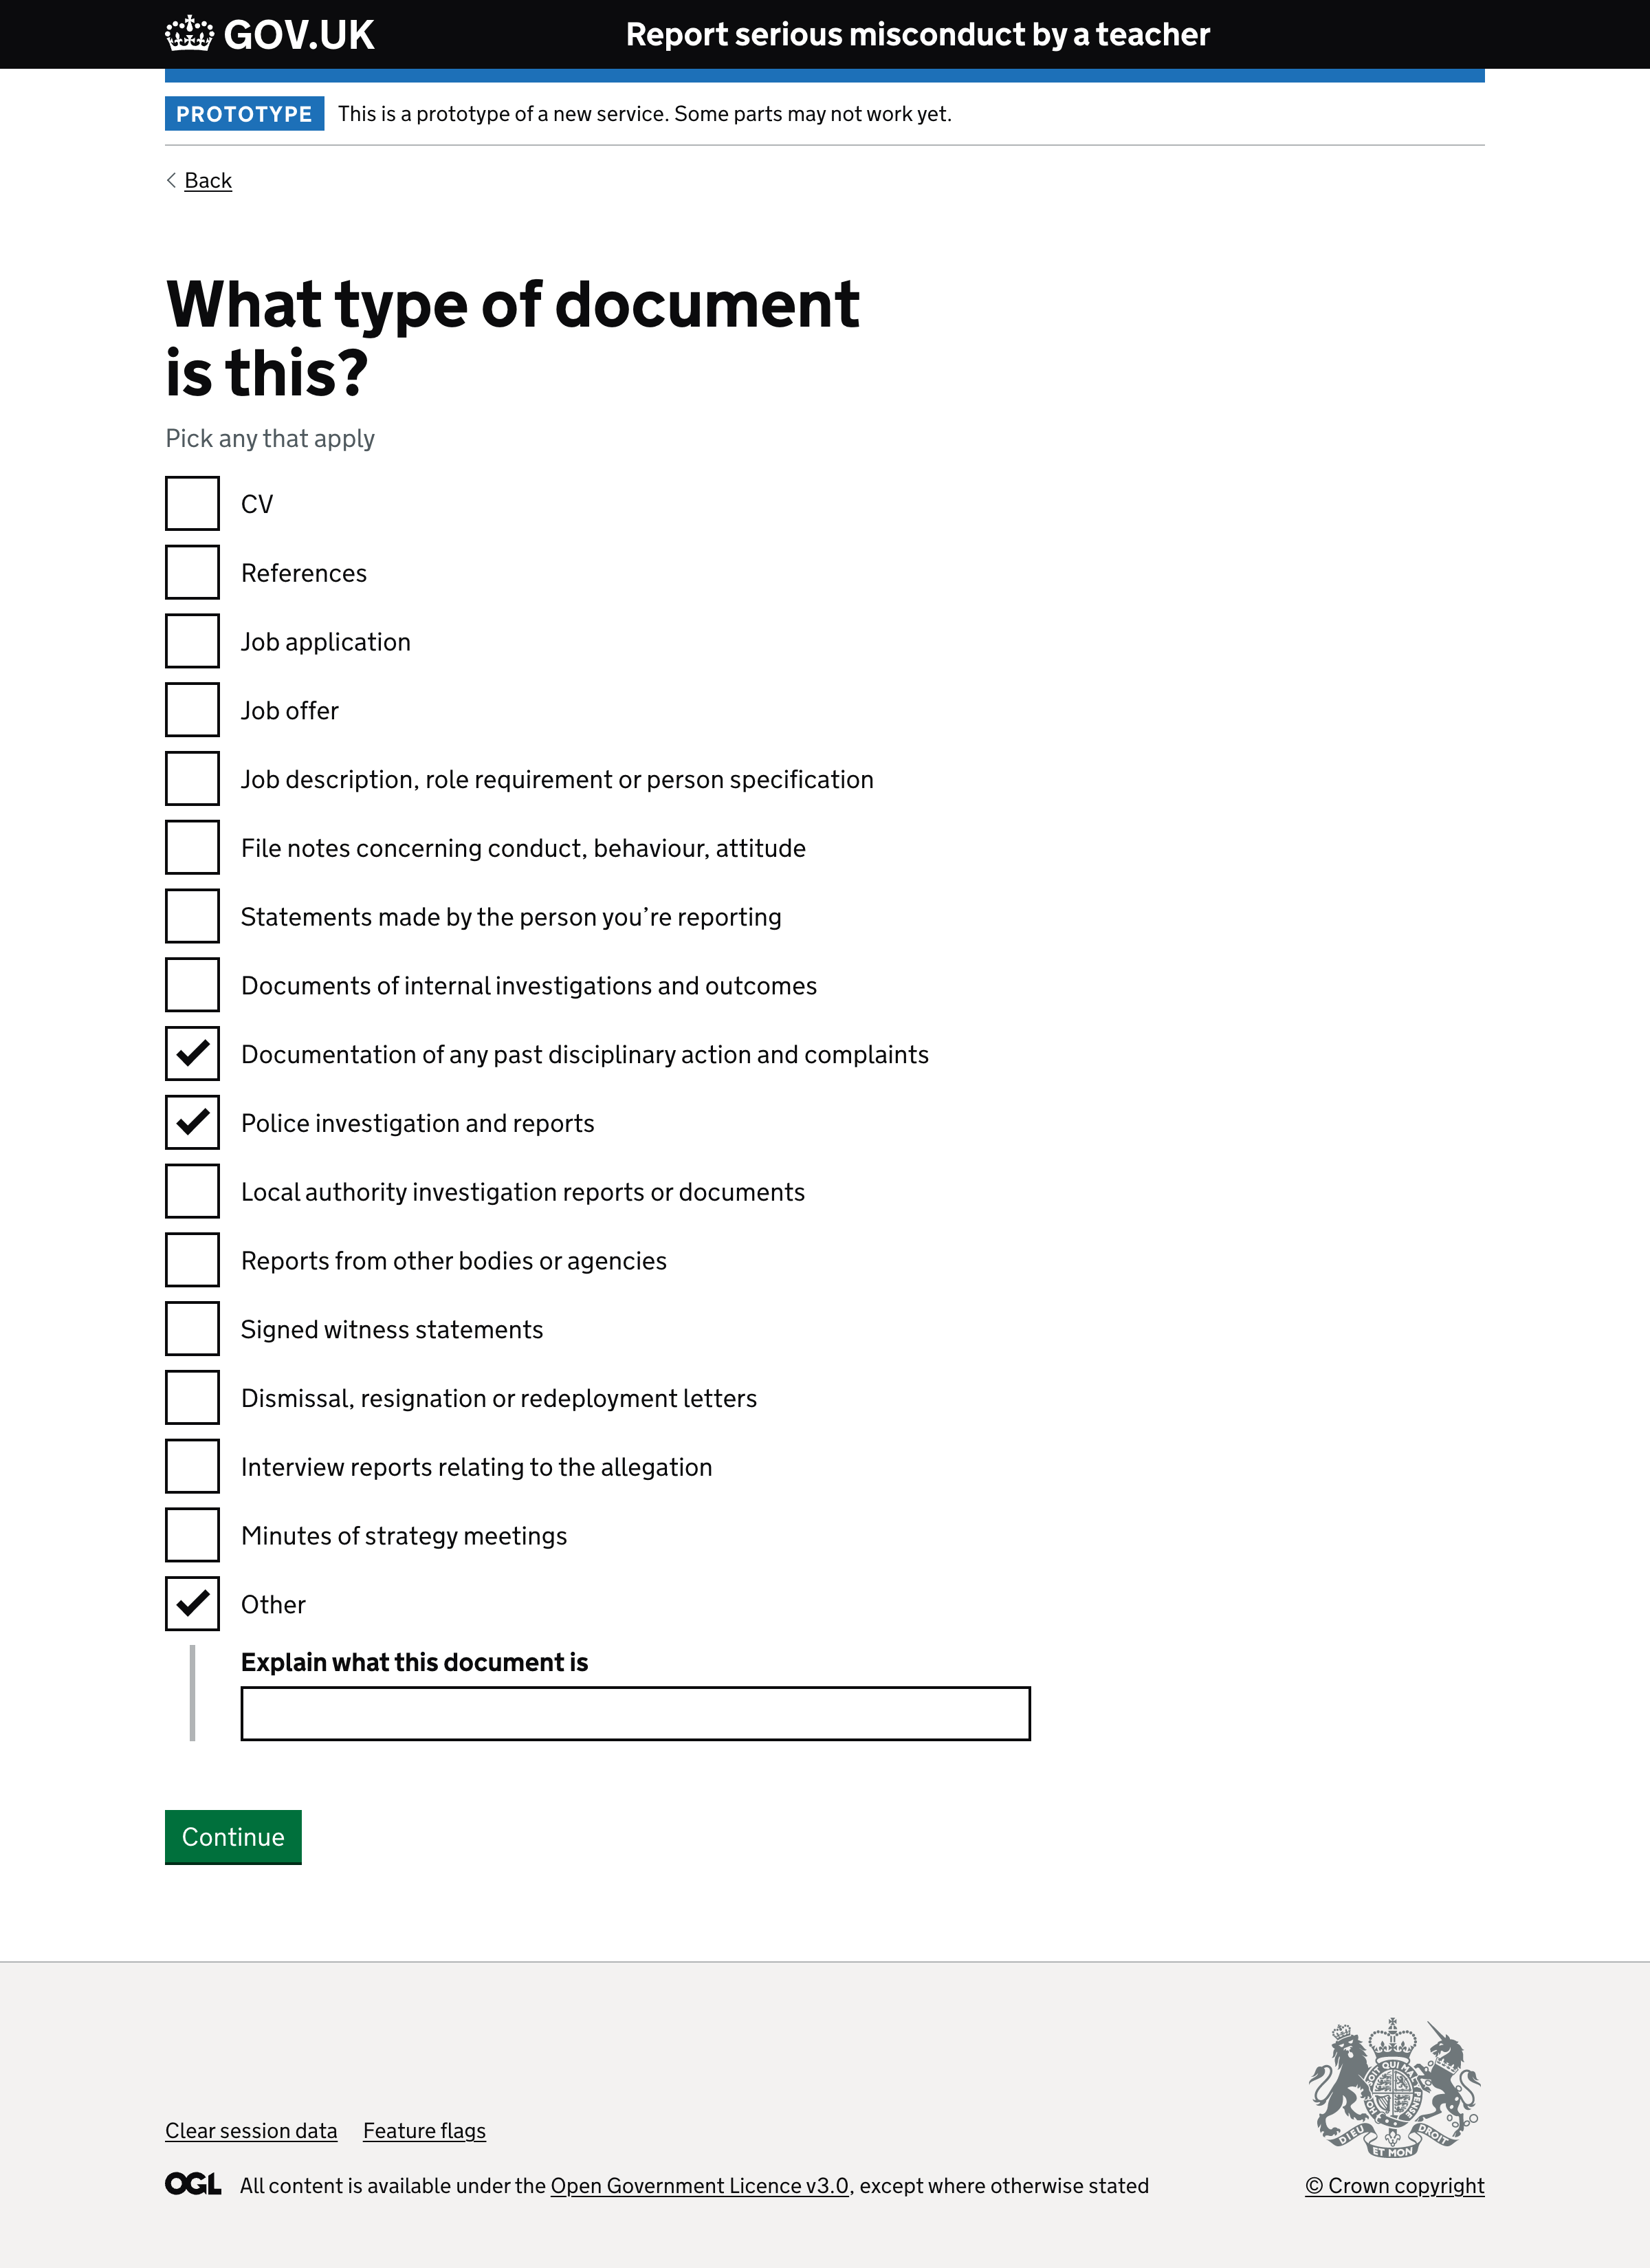 GOV.UK
Report serious misconduct by a teacher
PROTOTYPE
This is a prototype of a new service. Some parts may not work yet.
Back
What type of document
is this?
Pick any that apply
CV
References
Job application
Job offer
Job description, role requirement or person specification
File notes concerning conduct, behaviour, attitude
Statements made by the person you’re reporting
Documents of internal investigations and outcomes
Documentation of any past disciplinary action and complaints
Police investigation and reports
Local authority investigation reports or documents
Reports from other bodies or agencies
Signed witness statements
Dismissal, resignation or redeployment letters
Interview reports relating to the allegation
Minutes of strategy meetings
Other
Explain what this document is
Continue
Clear session data
Feature flags
DIEU ET MON DROIT
OGL
All content is available under the Open Government Licence v3.0, except where otherwise stated
© Crown copyright